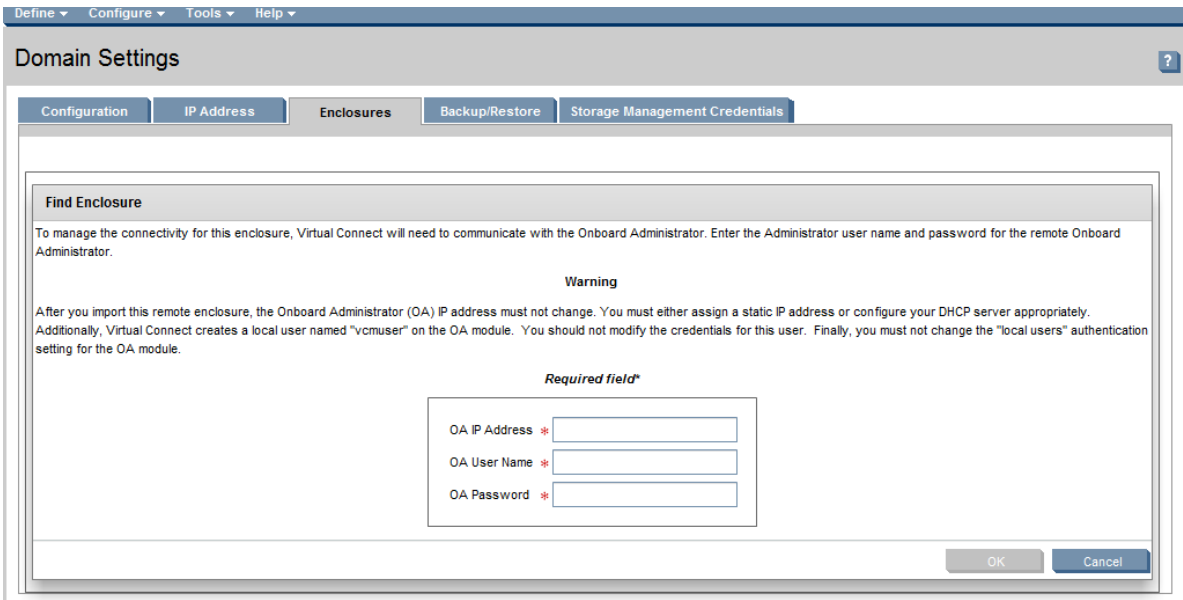 Define Configure Tools Help
Domain Settings
?
Configuration IP Address Enclosures Backup/Restore Storage Management Credentials
Find Enclosure
To manage the connectivity for this enclosure, Virtual Connect will need to communicate with the Onboard Administrator. Enter the Administrator user name and password for the remote Onboard
Administrator.
Warning
After you import this remote enclosure, the Onboard Administrator (OA) IP address must not change. You must either assign a static IP address or configure your DHCP server appropriately.
Additionally, Virtual Connect creates a local user named "vcmuser" on the OA module. You should not modify the credentials for this user. Finally, you must not change the "local users" authentication
setting for the OA module.
Required field*
OA IP Address *
OA User Name *
OA Password *
OK Cancel